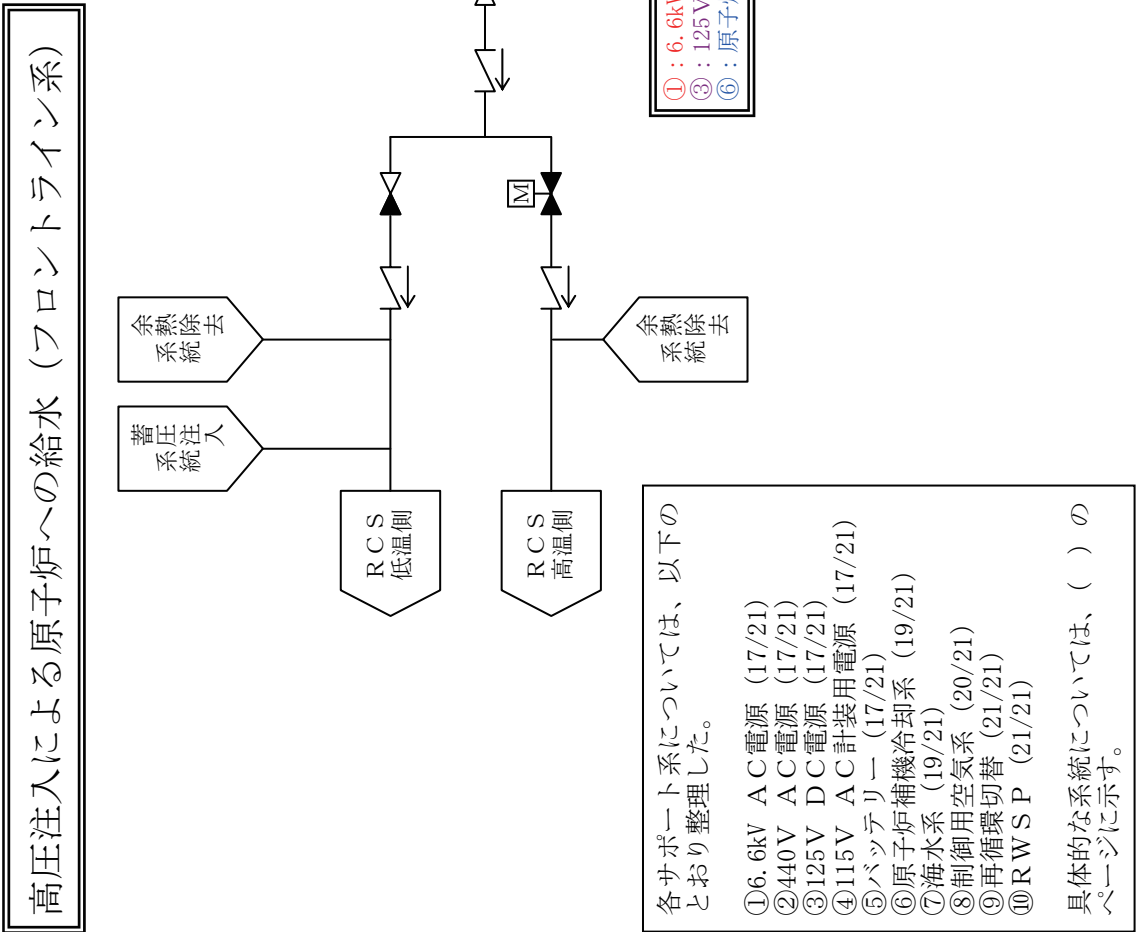 高圧注入による原子炉への給水（フロントライン系）
蓄圧注入
系統
余熱除去
系統
RCS
低温側
RCS
高温側
M
余熱除去
系統
各サポート系については、以下の
とおり整理した。
①6.6kV AC電源（17/21）
②440V AC電源（17/21）
③125V DC電源（17/21）
④115V AC計装用電源（17/21）
⑤バッテリー（17/21）
⑥原子炉補機冷却系（19/21）
⑦海水系（19/21）
⑧制御用空気系（20/21）
⑨再循環切替（21/21）
⑩RWSP（21/21）
具体的な系統については、（ ）の
ページに示す。
①：6.6kV
③：125V
⑥：原子